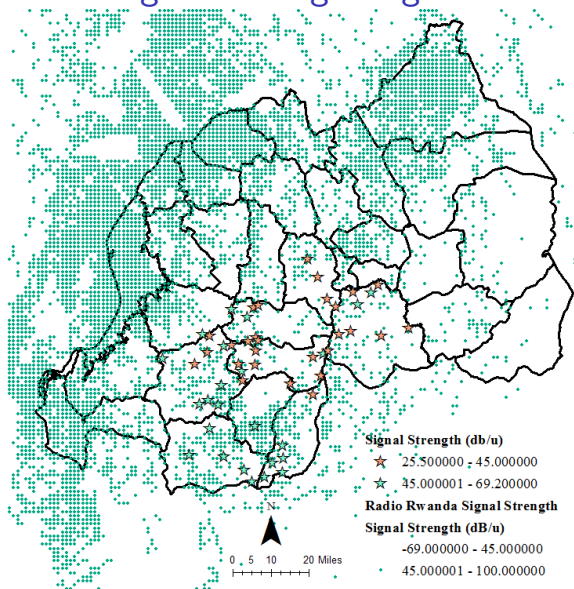 Signal Strength (db/u)
25.500000 - 45.000000
45.000001 - 69.200000
Radio Rwanda Signal Strength
Signal Strength (dB/u)
-69.000000 - 45.000000
45.000001 - 100.000000
N
0 5 10 20 Miles